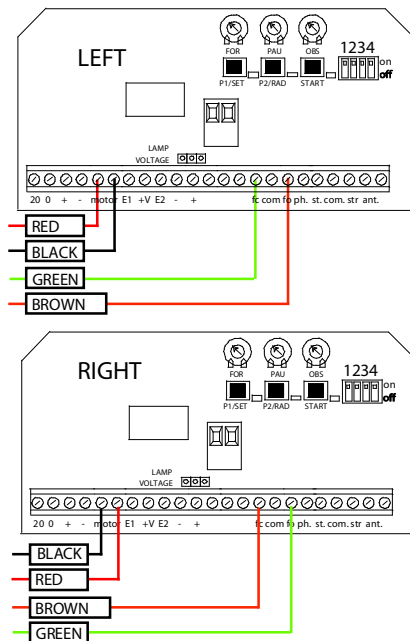 LEFT
FOR PAU OBS
1234
on
off
P1/SET P2/RAD START
LAMP
VOLTAGE
20 0 + - motor E1 +V E2 - + fc com fo ph. st. com. str ant.
RED
BLACK
GREEN
BROWN
RIGHT
FOR PAU OBS
1234
on
off
P1/SET P2/RAD START
LAMP
VOLTAGE
20 0 + - motor E1 +V E2 - + fc com fo ph. st. com. str ant.
BLACK
RED
BROWN
GREEN